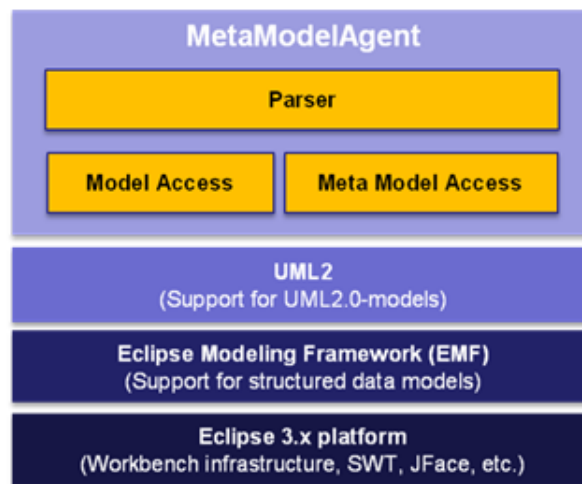 MetaModelAgent
Parser
Model Access
Meta Model Access
UML2
(Support for UML2.0-models)
Eclipse Modeling Framework (EMF)
(Support for structured data models)
Eclipse 3.x platform
(Workbench infrastructure, SWT, JFace, etc.)